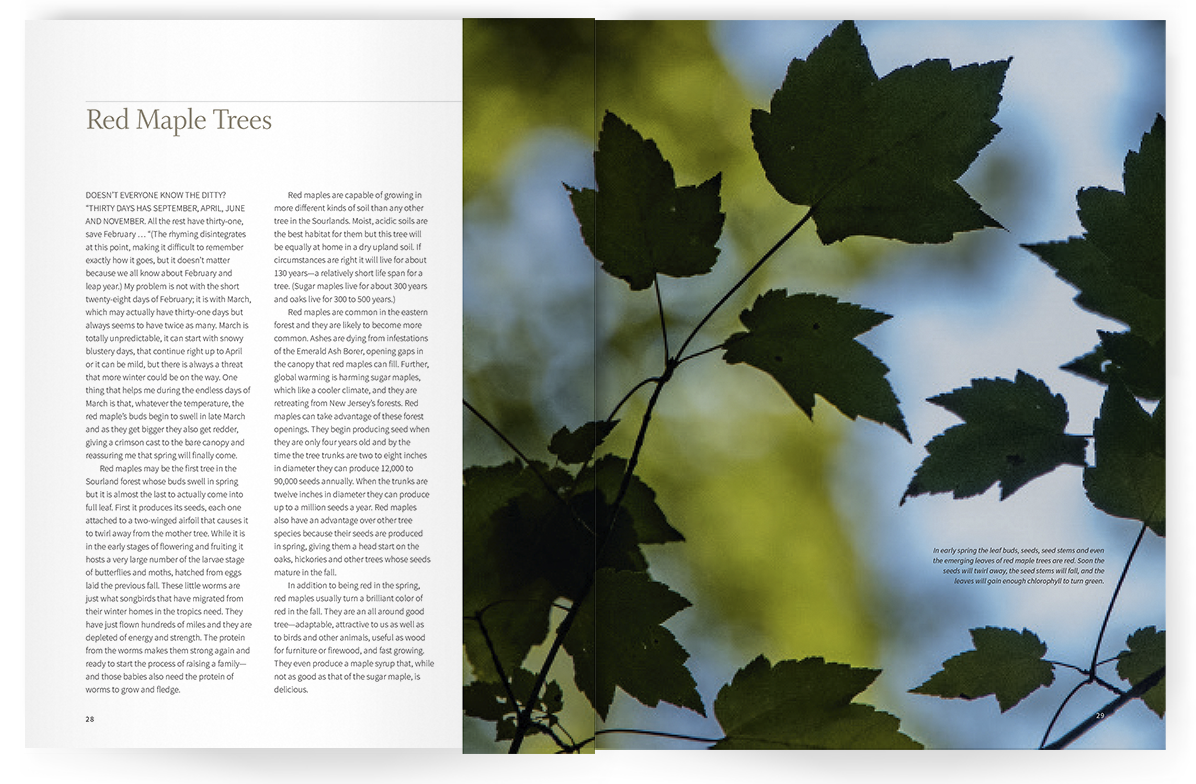 Red Maple Trees
DOESN'T EVERYONE KNOW THE DITTY?
"THIRTY DAYS HAS SEPTEMBER, APRIL, JUNE
AND NOVEMBER. All the rest have thirty-one,
save February … "(The rhyming disintegrates
at this point, making it difficult to remember
exactly how it goes, but it doesn't matter
because we all know about February and
leap year.) My problem is not with the short
twenty-eight days of February; it is with March,
which may actually have thirty-one days but
always seems to have twice as many. March is
totally unpredictable, it can start with snowy
blustery days, that continue right up to April
or it can be mild, but there is always a threat
that more winter could be on the way. One
thing that helps me during the endless days of
March is that, whatever the temperature, the
red maple's buds begin to swell in late March
and as they get bigger they also get redder,
giving a crimson cast to the bare canopy and
reassuring me that spring will finally come.
Red maples may be the first tree in the
Sourland forest whose buds swell in spring
but it is almost the last to actually come into
full leaf. First it produces its seeds, each one
attached to a two-winged airfoil that causes it
to twirl away from the mother tree. While it is
in the early stages of flowering and fruiting it
hosts a very large number of the larvae stage
of butterflies and moths, hatched from eggs
laid the previous fall. These little worms are
just what songbirds that have migrated from
their winter homes in the tropics need. They
have just flown hundreds of miles and they are
depleted of energy and strength. The protein
from the worms makes them strong again and
ready to start the process of raising a family—
and those babies also need the protein of
worms to grow and fledge.
28
Red maples are capable of growing in
more different kinds of soil than any other
tree in the Sourlands. Moist, acidic soils are
the best habitat for them but this tree will
be equally at home in a dry upland soil. If
circumstances are right it will live for about
130 years—a relatively short life span for a
tree. (Sugar maples live for about 300 years
and oaks live for 300 to 500 years.)
Red maples are common in the eastern
forest and they are likely to become more
common. Ashes are dying from infestations
of the Emerald Ash Borer, opening gaps in
the canopy that red maples can fill. Further,
global warming is harming sugar maples,
which like a cooler climate, and they are
retreating from New Jersey's forests. Red
maples can take advantage of these forest
openings. They begin producing seed when
they are only four years old and by the
time the tree trunks are two to eight inches
in diameter they can produce 12,000 to
90,000 seeds annually. When the trunks are
twelve inches in diameter they can produce
up to a million seeds a year. Red maples
also have an advantage over other tree
species because their seeds are produced
in spring, giving them a head start on the
oaks, hickories and other trees whose seeds
mature in the fall.
In addition to being red in the spring,
red maples usually turn a brilliant color of
red in the fall. They are an all around good
tree—adaptable, attractive to us as well as
to birds and other animals, useful as wood
for furniture or firewood, and fast growing.
They even produce a maple syrup that, while
not as good as that of the sugar maple, is
delicious.
In early spring the leaf buds, seeds, seed stems and even
the emerging leaves of red maple trees are red. Soon the
seeds will twirl away, the seed stems will fall, and the
leaves will gain enough chlorophyll to turn green.
29